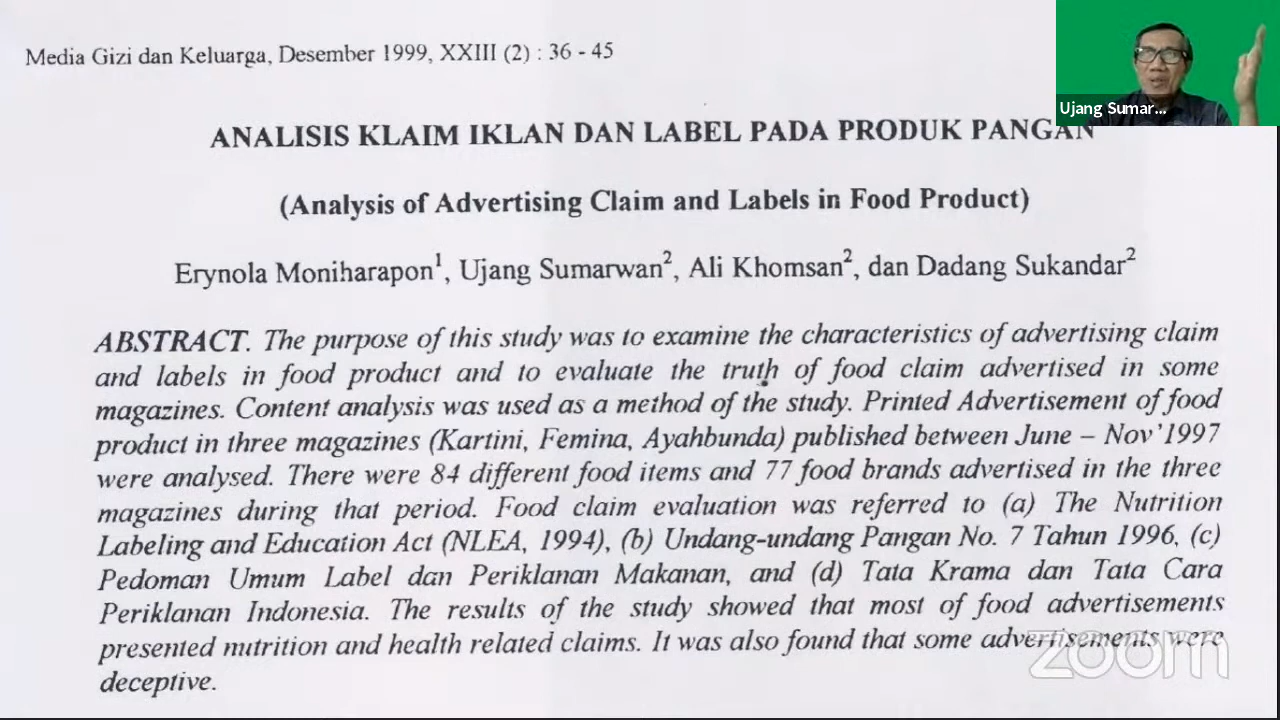 Media Gizi dan Keluarga, Desember 1999, XXIII (2) : 36 - 45
Ujang Sumar...
ANALISIS KLAIM IKLAN DAN LABEL PADA PRODUK PANGAN
(Analysis of Advertising Claim and Labels in Food Product)
Erynola Moniharapon¹, Ujang Sumarwan², Ali Khomsan², dan Dadang Sukandar²
ABSTRACT. The purpose of this study was to examine the characteristics of advertising claim
and labels in food product and to evaluate the truth of food claim advertised in some
magazines. Content analysis was used as a method of the study. Printed Advertisement of food
product in three magazines (Kartini, Femina, Ayahbunda) published between June – Nov'1997
were analysed. There were 84 different food items and 77 food brands advertised in the three
magazines during that period. Food claim evaluation was referred to (a) The Nutrition
Labeling and Education Act (NLEA, 1994), (b) Undang-undang Pangan No. 7 Tahun 1996, (c)
Pedoman Umum Label dan Periklanan Makanan, and (d) Tata Krama dan Tata Cara
Periklanan Indonesia. The results of the study showed that most of food advertisements
presented nutrition and health related claims. It was also found that some advertisements were
deceptive.
zoom